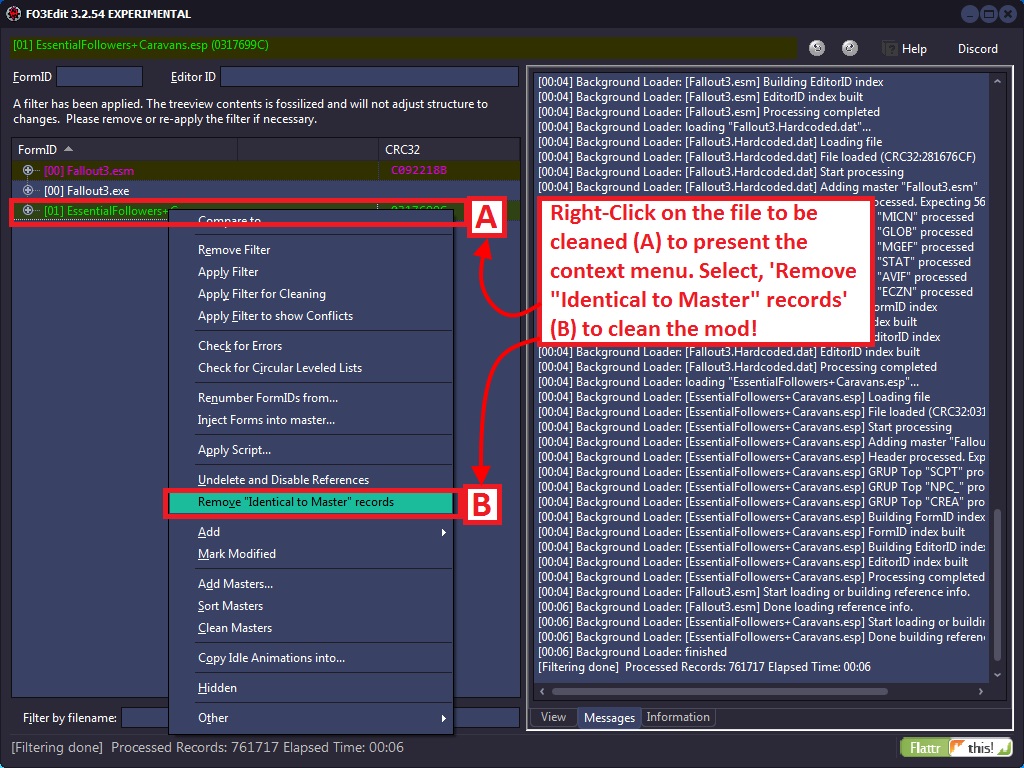 FO3Edit 3.2.54 EXPERIMENTAL
[01] EssentialFollowers+Caravans.esp (0317699C)
Help
Discord
FormID
Editor ID
A filter has been applied. The treeview contents is fossilized and will not adjust structure to
changes. Please remove or re-apply the filter if necessary.
FormID
CRC32
[00] Fallout3.esm
C092218B
[00] Fallout3.exe
[01] EssentialFollowers+C
0317699C
A
Compare to
Remove Filter
Apply Filter
Apply Filter for Cleaning
Apply Filter to show Conflicts
Check for Errors
Check for Circular Leveled Lists
Renumber FormIDs from...
Inject Forms into master...
Apply Script...
Undelete and Disable References
Remove "Identical to Master" records
B
Add
Mark Modified
Add Masters...
Sort Masters
Clean Masters
Copy Idle Animations into...
Hidden
Other
Filter by filename:
[00:04] Background Loader: [Fallout3.esm] Building EditorID index
[00:04] Background Loader: [Fallout3.esm] EditorID index built
[00:04] Background Loader: [Fallout3.esm] Processing completed
[00:04] Background Loader: loading "Fallout3.Hardcoded.dat"...
[00:04] Background Loader: [Fallout3.Hardcoded.dat] Loading file
[00:04] Background Loader: [Fallout3.Hardcoded.dat] File loaded (CRC32:281676CF)
[00:04] Background Loader: [Fallout3.Hardcoded.dat] Start processing
[00:04] Background Loader: [Fallout3.Hardcoded.dat] Adding master "Fallout3.esm"
cessed. Expecting 56
"MICN" processed
"GLOB" processed
"MGEF" processed
"STAT" processed
"AVIF" processed
"ECZN" processed
ormID index
dex built
ditorID index
Right-Click on the file to be
cleaned (A) to present the
context menu. Select, 'Remove
"Identical to Master" records'
(B) to clean the mod!
[00:04] Background Loader: [Fallout3.Hardcoded.dat] EditorID index built
[00:04] Background Loader: [Fallout3.Hardcoded.dat] Processing completed
[00:04] Background Loader: loading "EssentialFollowers+Caravans.esp"...
[00:04] Background Loader: [EssentialFollowers+Caravans.esp] Loading file
[00:04] Background Loader: [EssentialFollowers+Caravans.esp] File loaded (CRC32:031
[00:04] Background Loader: [EssentialFollowers+Caravans.esp] Start processing
[00:04] Background Loader: [EssentialFollowers+Caravans.esp] Adding master "Fallou
[00:04] Background Loader: [EssentialFollowers+Caravans.esp] Header processed. Exp
[00:04] Background Loader: [EssentialFollowers+Caravans.esp] GRUP Top "SCPT" pro
[00:04] Background Loader: [EssentialFollowers+Caravans.esp] GRUP Top "NPC_" pro
[00:04] Background Loader: [EssentialFollowers+Caravans.esp] GRUP Top "CREA" pro
[00:04] Background Loader: [EssentialFollowers+Caravans.esp] Building FormID index
[00:04] Background Loader: [EssentialFollowers+Caravans.esp] FormID index built
[00:04] Background Loader: [EssentialFollowers+Caravans.esp] Building EditorID inde
[00:04] Background Loader: [EssentialFollowers+Caravans.esp] EditorID index built
[00:04] Background Loader: [EssentialFollowers+Caravans.esp] Processing completed
[00:04] Background Loader: [Fallout3.esm] Start loading or building reference info.
[00:06] Background Loader: [Fallout3.esm] Done loading reference info.
[00:06] Background Loader: [EssentialFollowers+Caravans.esp] Start loading or buildin
[00:06] Background Loader: [EssentialFollowers+Caravans.esp] Done building referen
[00:06] Background Loader: finished
[Filtering done] Processed Records: 761717 Elapsed Time: 00:06
View
Messages
Information
[Filtering done] Processed Records: 761717 Elapsed Time: 00:06
Flattr
this!